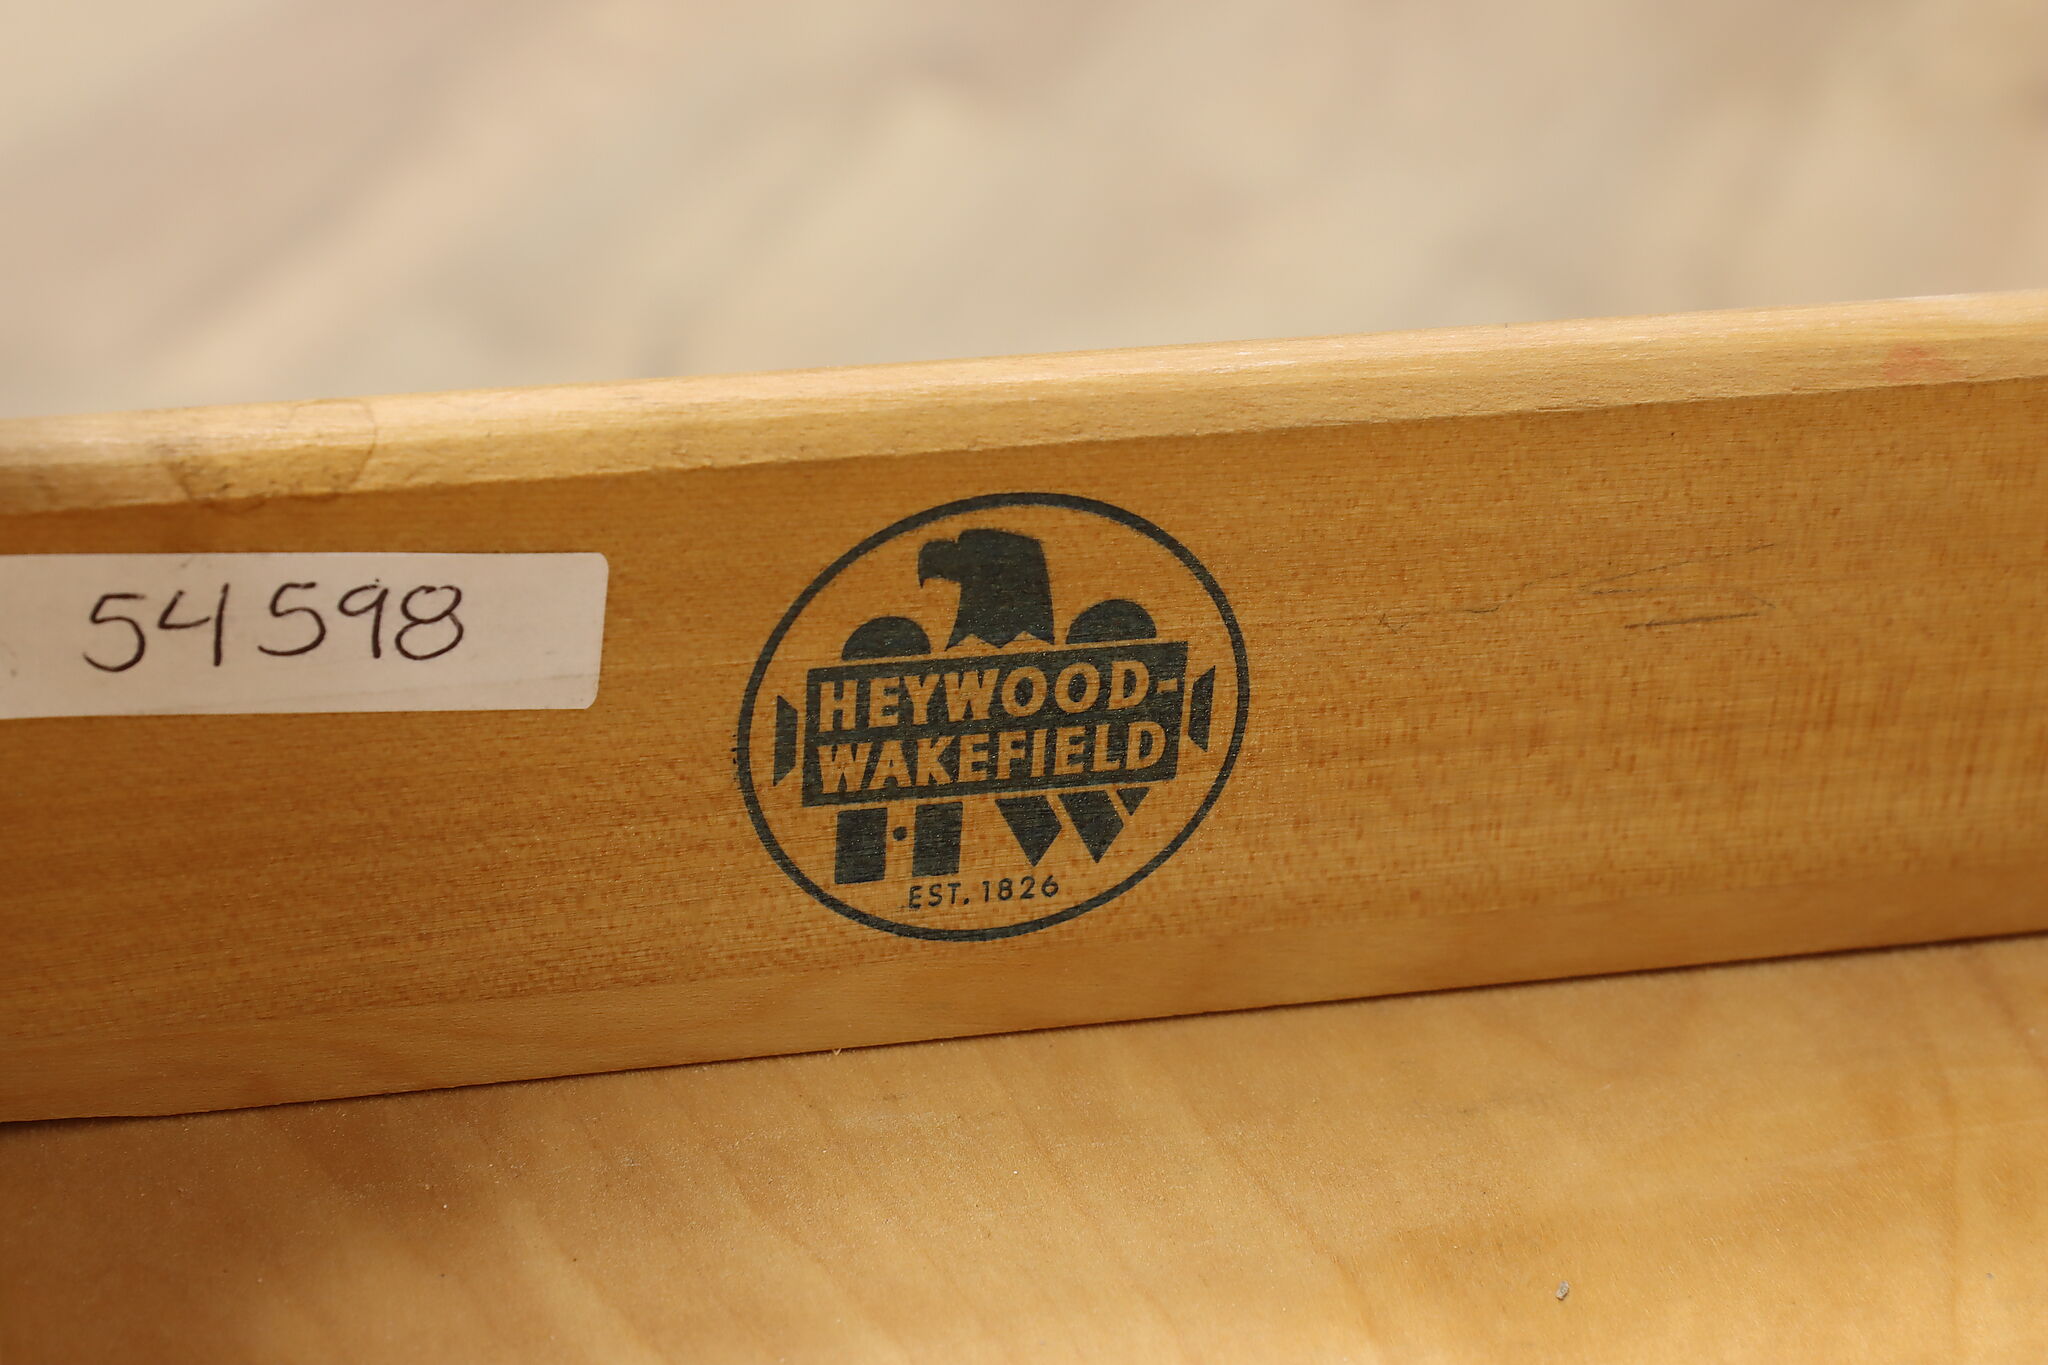 54598
HEYWOOD-
WAKEFIELD
H·W
EST. 1826